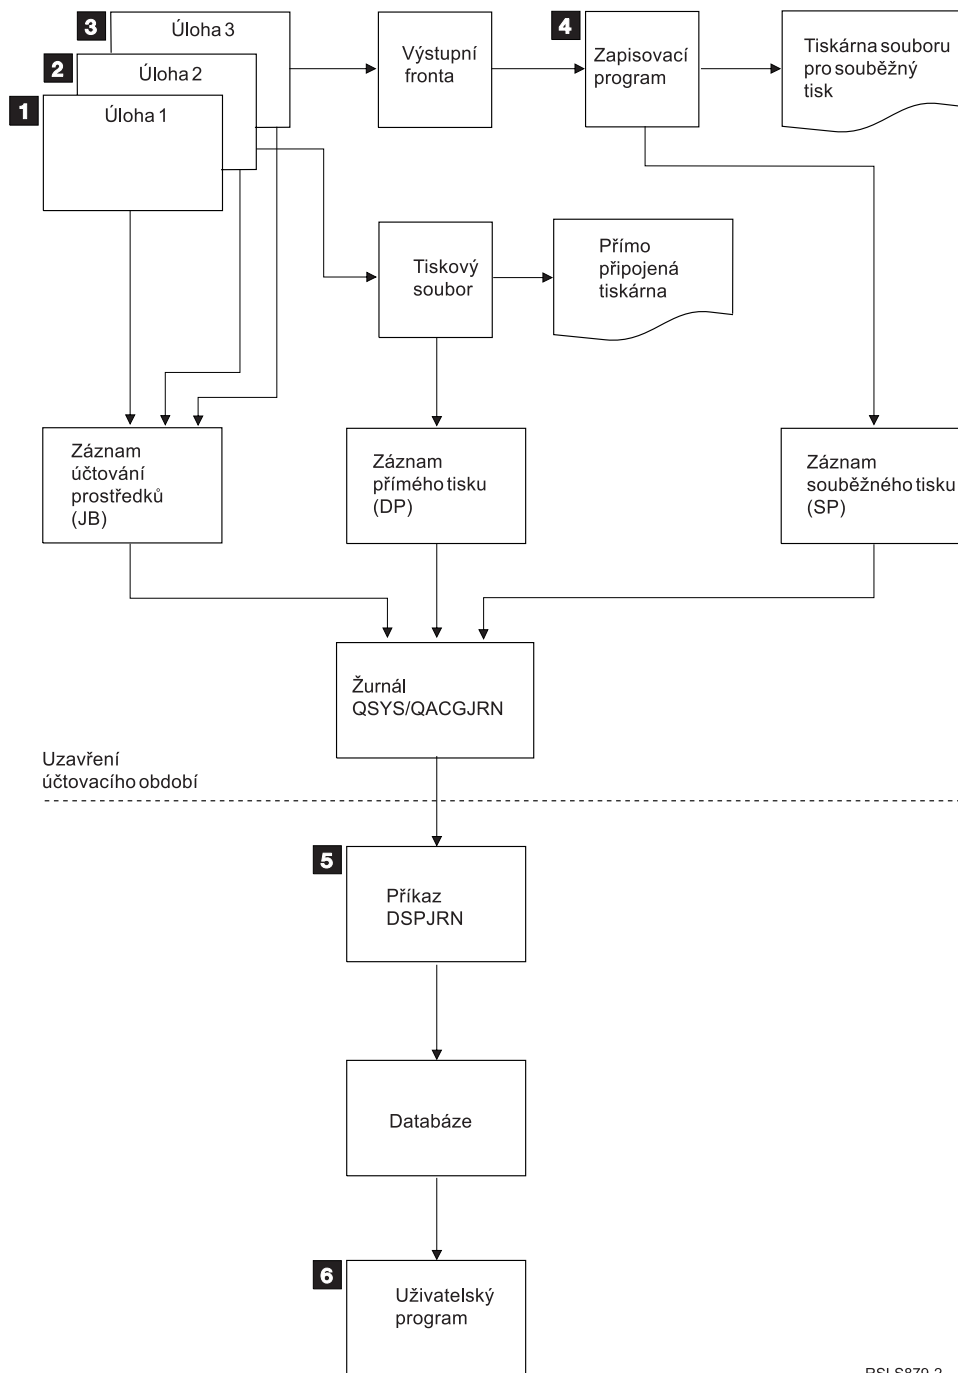 3
Úloha 3
2
Úloha 2
1
Úloha 1
Výstupní
fronta
4
Zapisovací
program
Tiskárna souboru
pro souběžný
tisk
Tiskový
soubor
Přímo
připojená
tiskárna
Záznam
účtování
prostředků
(JB)
Záznam
přímého tisku
(DP)
Záznam
souběžného tisku
(SP)
Žurnál
QSYS/QACGJRN
Uzavření
účtovacího období
5
Příkaz
DSPJRN
Databáze
6
Uživatelský
program